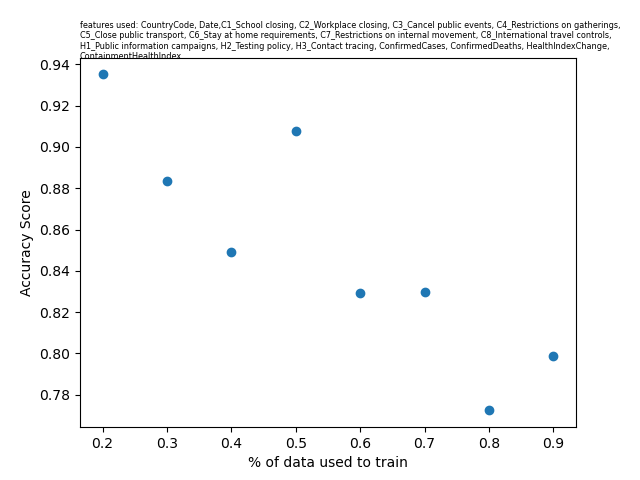 features used: CountryCode, Date,C1_School closing, C2_Workplace closing, C3_Cancel public events, C4_Restrictions on gatherings,
C5_Close public transport, C6_Stay at home requirements, C7_Restrictions on internal movement, C8_International travel controls,
H1_Public information campaigns, H2_Testing policy, H3_Contact tracing, ConfirmedCases, ConfirmedDeaths, HealthIndexChange,
ContainmentHealthIndex
0.94
0.92
0.90
0.88
0.86
0.84
0.82
0.80
0.78
Accuracy Score
0.2 0.3 0.4 0.5 0.6 0.7 0.8 0.9
% of data used to train